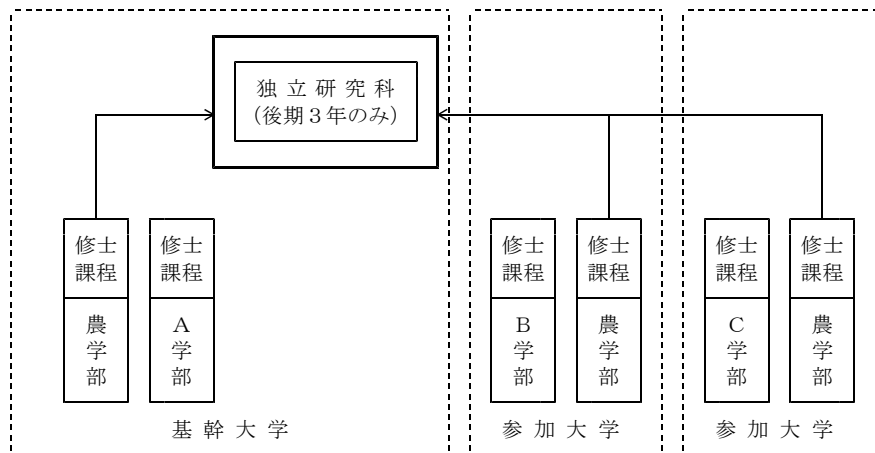 独立研究科
（後期３年のみ）
修士
課程
農学部
修士
課程
A学部
修士
課程
B学部
修士
課程
農学部
修士
課程
C学部
修士
課程
農学部
基幹大学
参加大学
参加大学